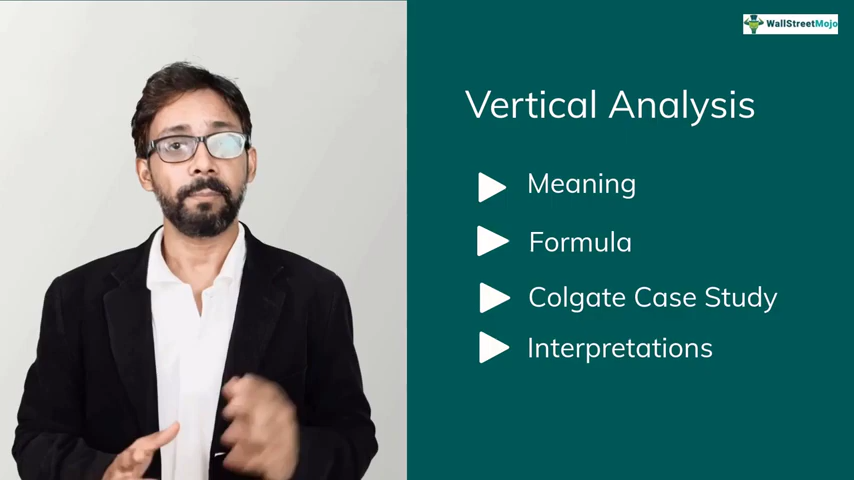 WallStreetMojo
Vertical Analysis
Meaning
Formula
Colgate Case Study
Interpretations